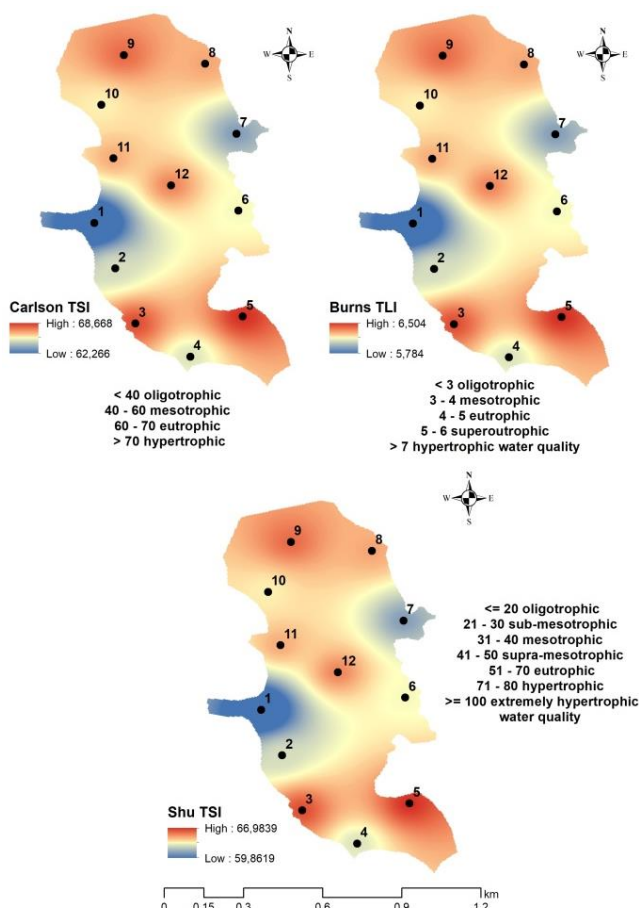 N
W E
S
N
W E
S
9
8
10
7
11
12
6
1
2
3
5
4
Carlson TSI
High : 68,668
Low : 62,266
< 40 oligotrophic
40 - 60 mesotrophic
60 - 70 eutrophic
> 70 hypertrophic
9
8
10
7
11
12
6
1
2
3
5
4
Burns TLI
High : 6,504
Low : 5,784
< 3 oligotrophic
3 - 4 mesotrophic
4 - 5 eutrophic
5 - 6 superoutrophic
> 7 hypertrophic water quality
N
W E
S
9
8
10
7
11
12
6
1
2
3
5
4
<= 20 oligotrophic
21 - 30 sub-mesotrophic
31 - 40 mesotrophic
41 - 50 supra-mesotrophic
51 - 70 eutrophic
71 - 80 hypertrophic
>= 100 extremely hypertrophic
water quality
Shu TSI
High : 66,9839
Low : 59,8619
km
0 0.15 0.3 0.6 0.9 1.2